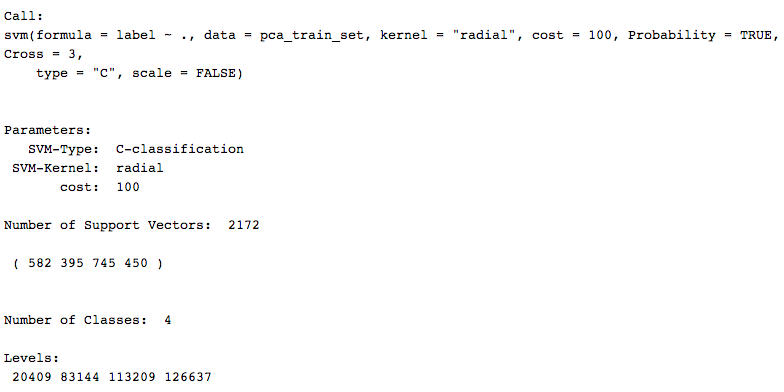 Call:
svm(formula = label ~ ., data = pca_train_set, kernel = "radial", cost = 100, Probability = TRUE,
Cross = 3,
    type = "C", scale = FALSE)
Parameters:
   SVM-Type:  C-classification
 SVM-Kernel:  radial
       cost:  100
Number of Support Vectors:  2172
 ( 582 395 745 450 )
Number of Classes:  4
Levels:
 20409 83144 113209 126637